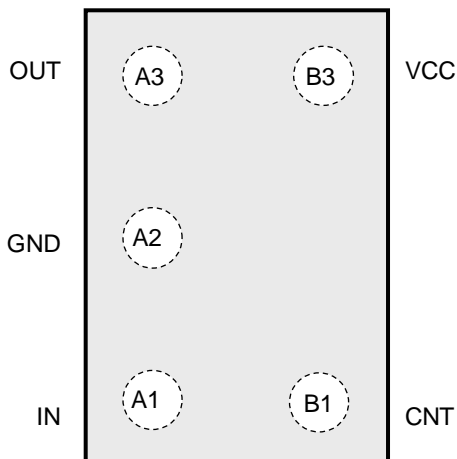 OUT A3 B3 VCC
GND A2
IN A1 B1 CNT